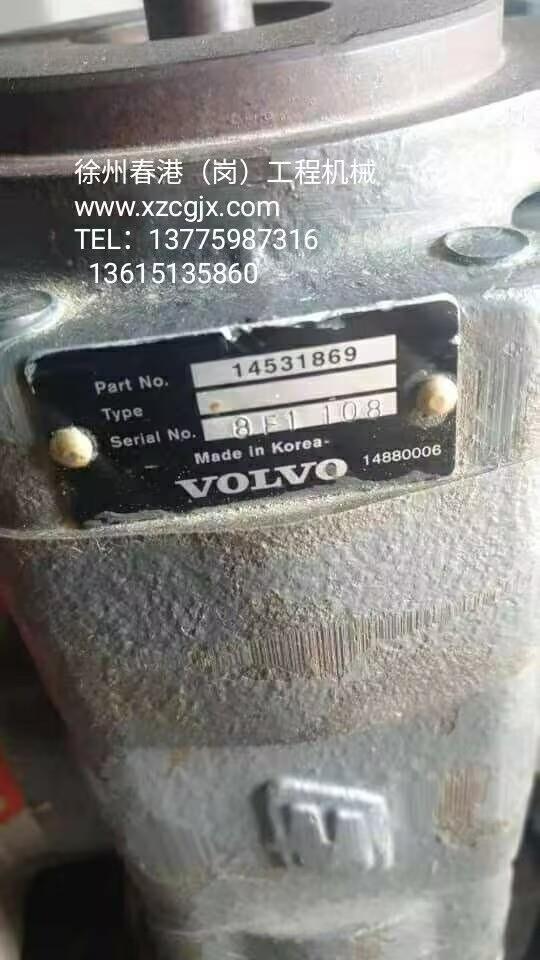 徐州春港（岗）工程机械
www.xzcgjx.com
TEL：13775987316
13615135860
Part No. 14531869
Type
Serial No. 8F1 108
Made in Korea
VOLVO 14880006